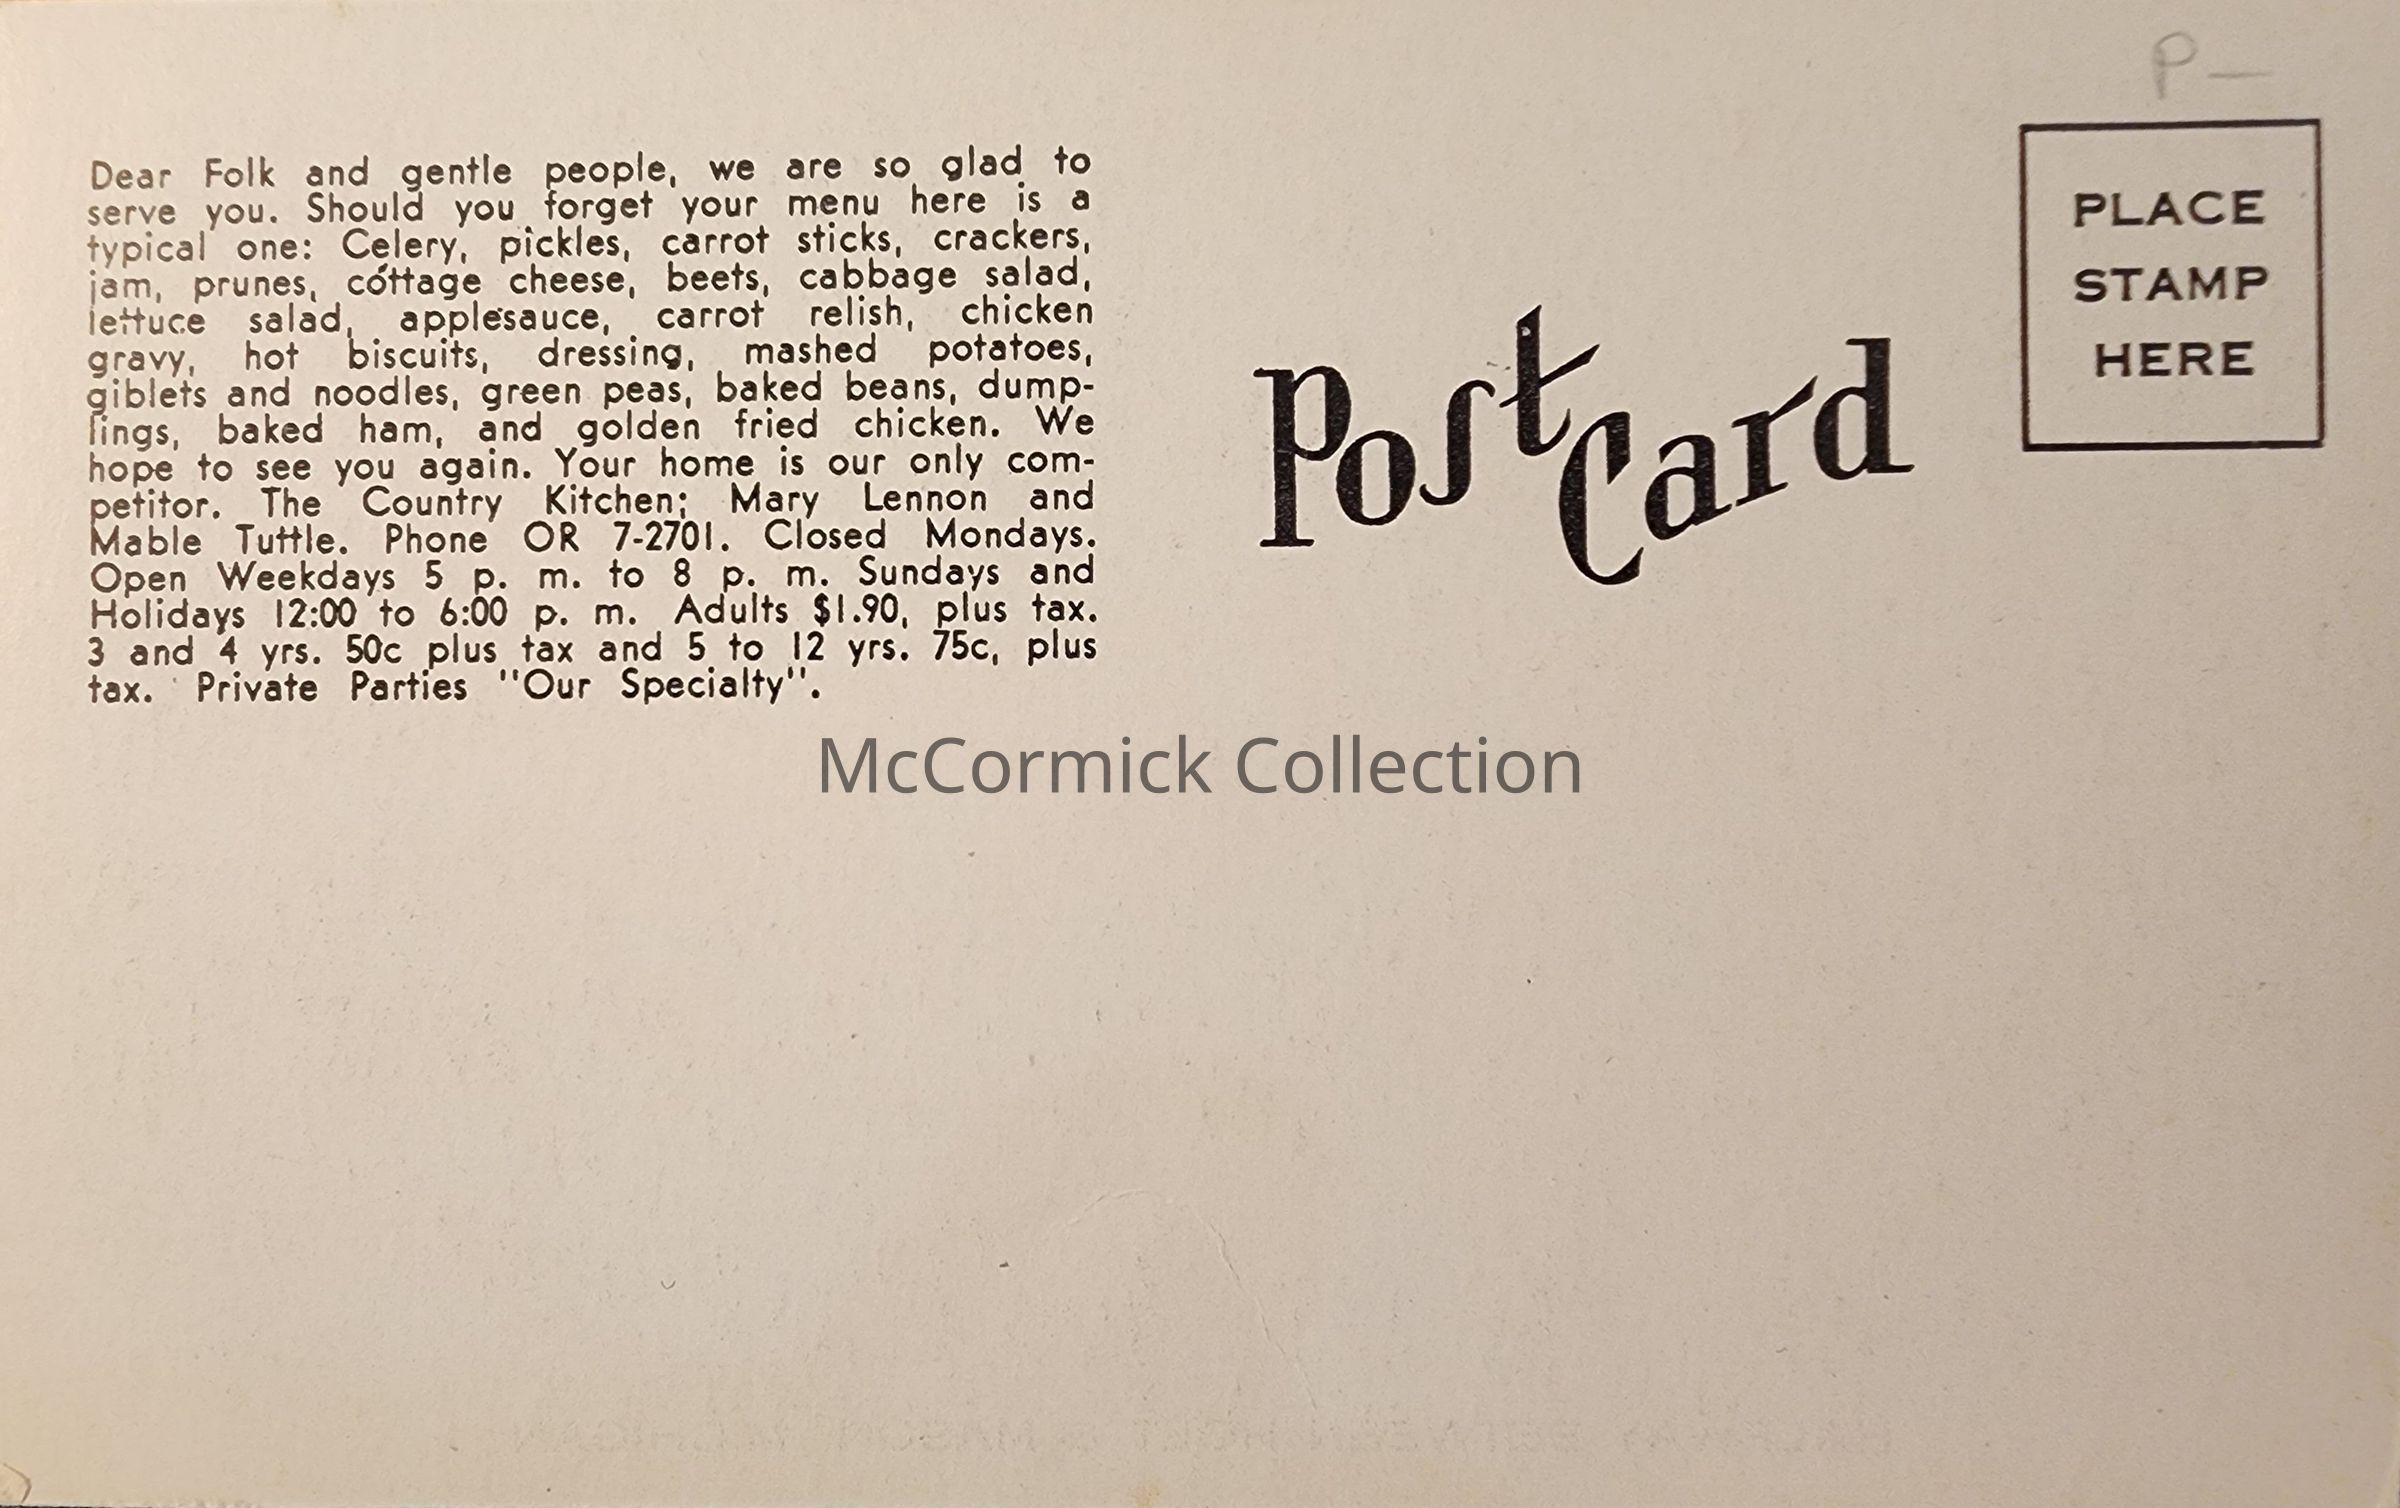 P—
PLACE
STAMP
HERE
Dear Folk and gentle people, we are so glad to
serve you. Should you forget your menu here is a
typical one: Celery, pickles, carrot sticks, crackers,
jam, prunes, cottage cheese, beets, cabbage salad,
lettuce salad, applesauce, carrot relish, chicken
gravy, hot biscuits, dressing, mashed potatoes,
giblets and noodles, green peas, baked beans, dump-
lings, baked ham, and golden fried chicken. We
hope to see you again. Your home is our only com-
petitor. The Country Kitchen; Mary Lennon and
Mable Tuttle. Phone OR 7-2701. Closed Mondays.
Open Weekdays 5 p. m. to 8 p. m. Sundays and
Holidays 12:00 to 6:00 p. m. Adults $1.90, plus tax.
3 and 4 yrs. 50c plus tax and 5 to 12 yrs. 75c, plus
tax. Private Parties "Our Specialty".
Post Card
McCormick Collection